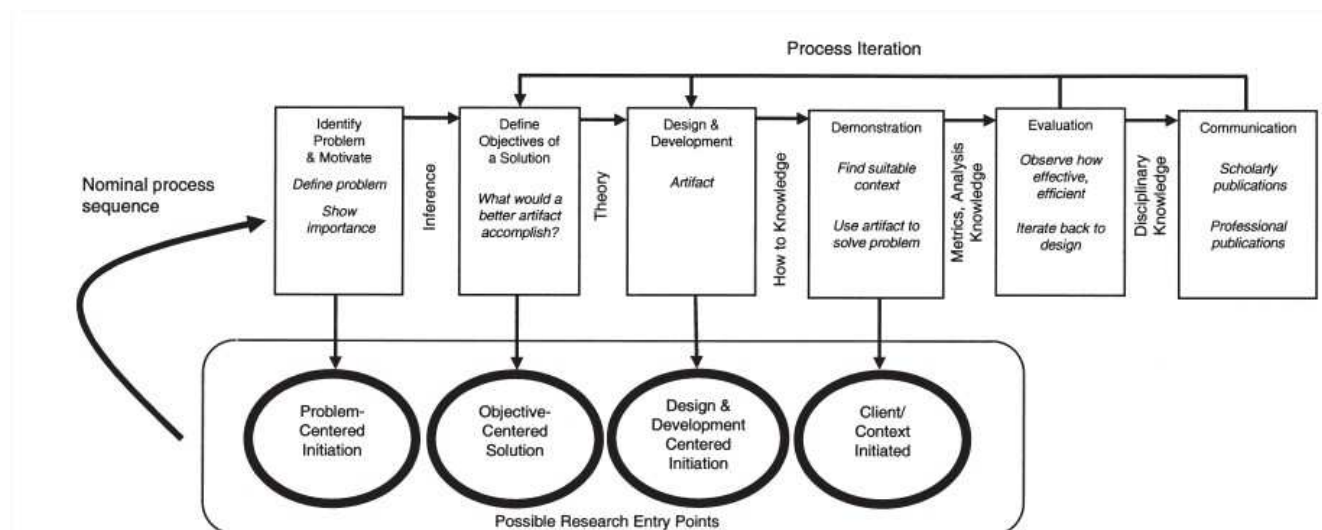 Process Iteration
Nominal process
sequence
Identify
Problem
& Motivate
Define problem
Show
importance
Inference
Define
Objectives of
a Solution
What would a
better artifact
accomplish?
Theory
Design &
Development
Artifact
How to Knowledge
Demonstration
Find suitable
context
Use artifact to
solve problem
Metrics, Analysis
Knowledge
Evaluation
Observe how
effective,
efficient
Iterate back to
design
Disciplinary
Knowledge
Communication
Scholarly
publications
Professional
publications
Problem-
Centered
Initiation
Objective-
Centered
Solution
Design &
Development
Centered
Initiation
Client/
Context
Initiated
Possible Research Entry Points